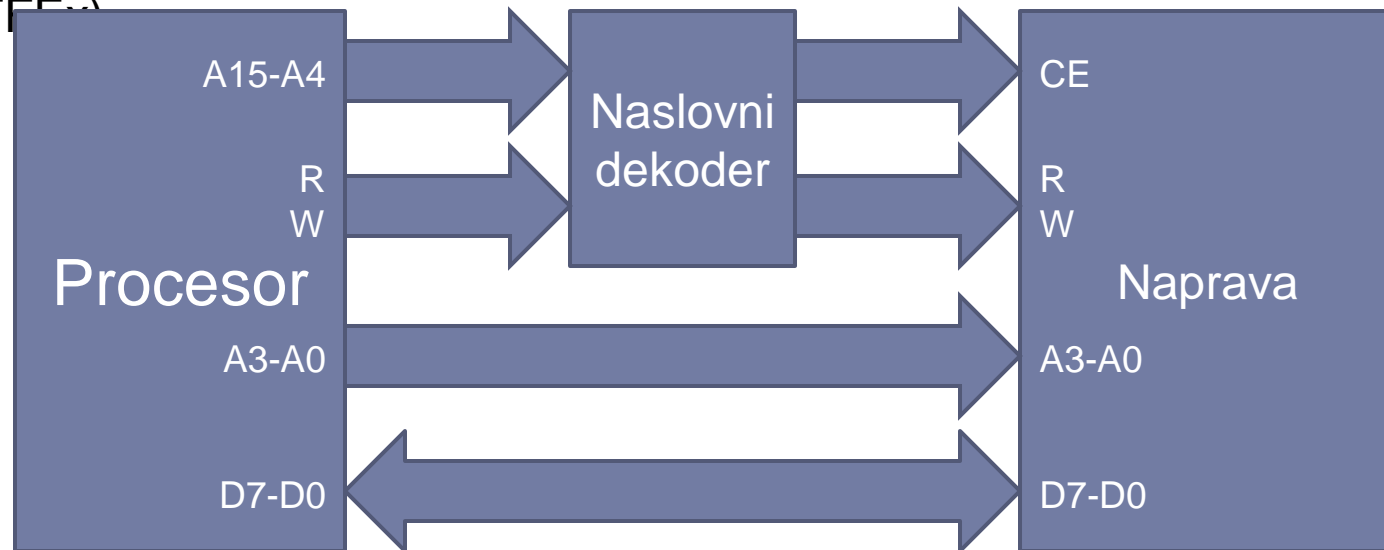 A15-A4
R
W
Procesor
A3-A0
D7-D0
Naslovni
dekoder
CE
R
W
Naprava
A3-A0
D7-D0